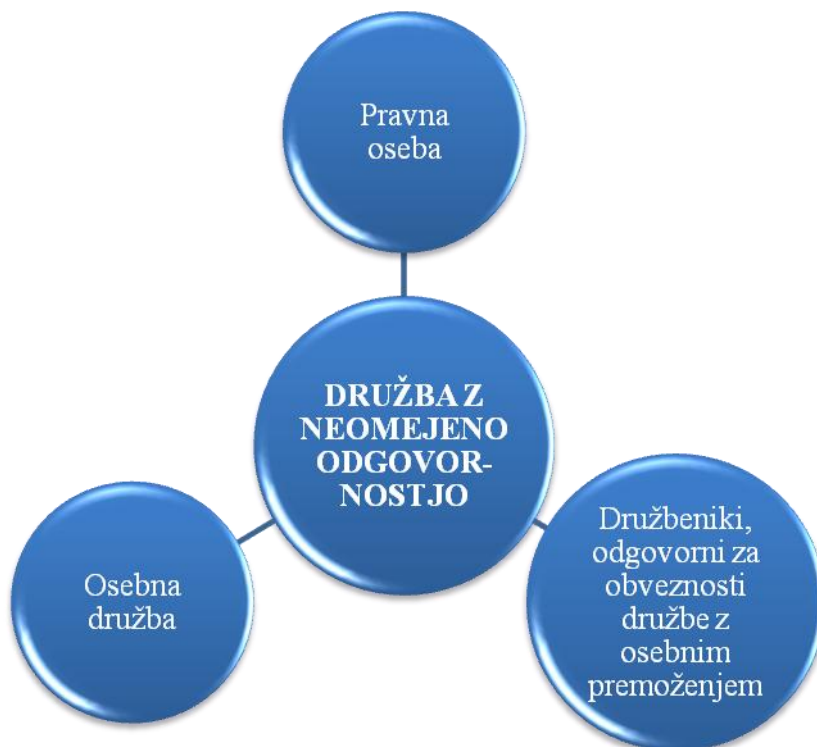 Pravna
oseba
DRUŽBA Z
NEOMEJENO
ODGOVOR-
NOSTJO
Osebna
družba
Družbeniki,
odgovorni za
obveznosti
družbe z
osebnim
premoženjem